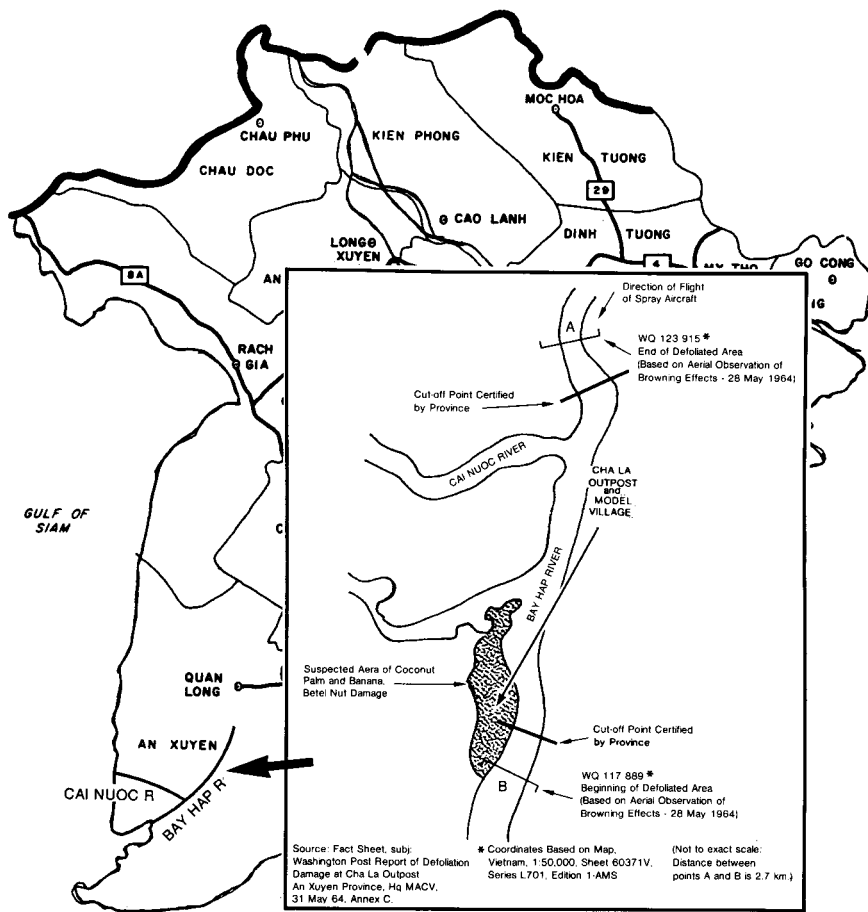 MOC HOA
CHAU PHU
KIEN PHONG
CHAU DOC
KIEN TUONG
29
CAO LANH
LONG
XUYEN
DINH TUONG
8A
AN
4
GO CONG
NG
RACH
GIA
GULF OF
SIAM
C
QUAN
LONG
AN XUYEN
CAI NUOC R
BAY HAP R
Direction of Flight
of Spray Aircraft
A
WQ 123 915*
End of Defoliated Area
(Based on Aerial Observation of
Browning Effects - 28 May 1964)
Cut-off Point Certified
by Province
CAI NUOC RIVER
CHA LA
OUTPOST
and
MODEL
VILLAGE
BAY HAP RIVER
Suspected Aera of Coconut
Palm and Banana,
Betel Nut Damage
Cut-off Point Certified
by Province
WQ 117 889*
Beginning of Defoliated Area
(Based on Aerial Observation of
Browning Effects - 28 May 1964)
B
Source: Fact Sheet, subj:
Washington Post Report of Defoliation
Damage at Cha La Outpost
An Xuyen Province, Hq MACV,
31 May 64, Annex C.
* Coordinates Based on Map,
Vietnam, 1:50,000, Sheet 60371V,
Series L701, Edition 1-AMS
(Not to exact scale:
Distance between
points A and B is 2.7 km.)